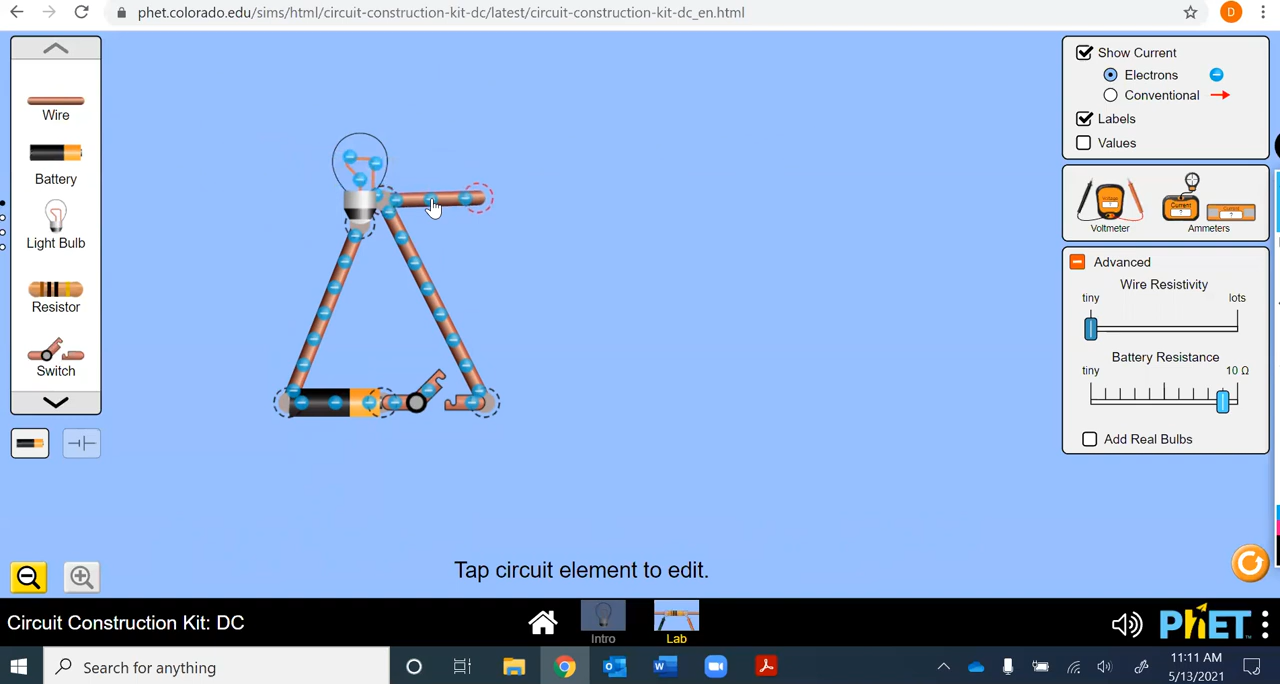 phet.colorado.edu/sims/html/circuit-construction-kit-dc/latest/circuit-construction-kit-dc_en.html
D
Wire
Battery
Light Bulb
Resistor
Switch
Show Current
Electrons
Conventional
Labels
Values
Voltage
?
Current
?
Current
?
Voltmeter
Ammeters
Advanced
Wire Resistivity
tiny
lots
Battery Resistance
tiny
10 Ω
Add Real Bulbs
Tap circuit element to edit.
Circuit Construction Kit: DC
Intro
Lab
PhET
Search for anything
11:11 AM
5/13/2021